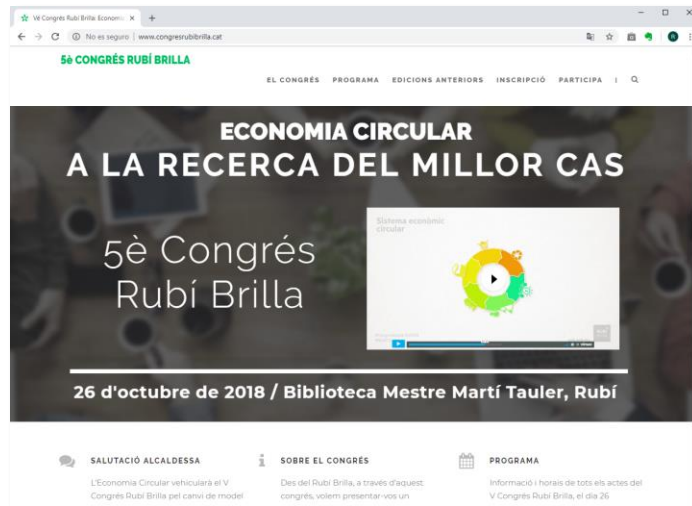 Vè Congrés Rubí Brilla: Economi
No es seguro | www.congresrubibrilla.cat
5è CONGRÉS RUBÍ BRILLA
EL CONGRÉS PROGRAMA EDICIONS ANTERIORS INSCRIPCIÓ PARTICIPA |
ECONOMIA CIRCULAR
A LA RECERCA DEL MILLOR CAS
Sistema econòmic
circular
5è Congrés
Rubí Brilla
26 d'octubre de 2018 / Biblioteca Mestre Martí Tauler, Rubí
SALUTACIÓ ALCALDESSA
L'Economia Circular vehicularà el V
Congrés Rubí Brilla pel canvi de model
SOBRE EL CONGRÉS
Des del Rubí Brilla, a través d'aquest
congrés, volem presentar-vos un
PROGRAMA
Informació i horaris de tots els actes del
V Congrés Rubí Brilla, el dia 26